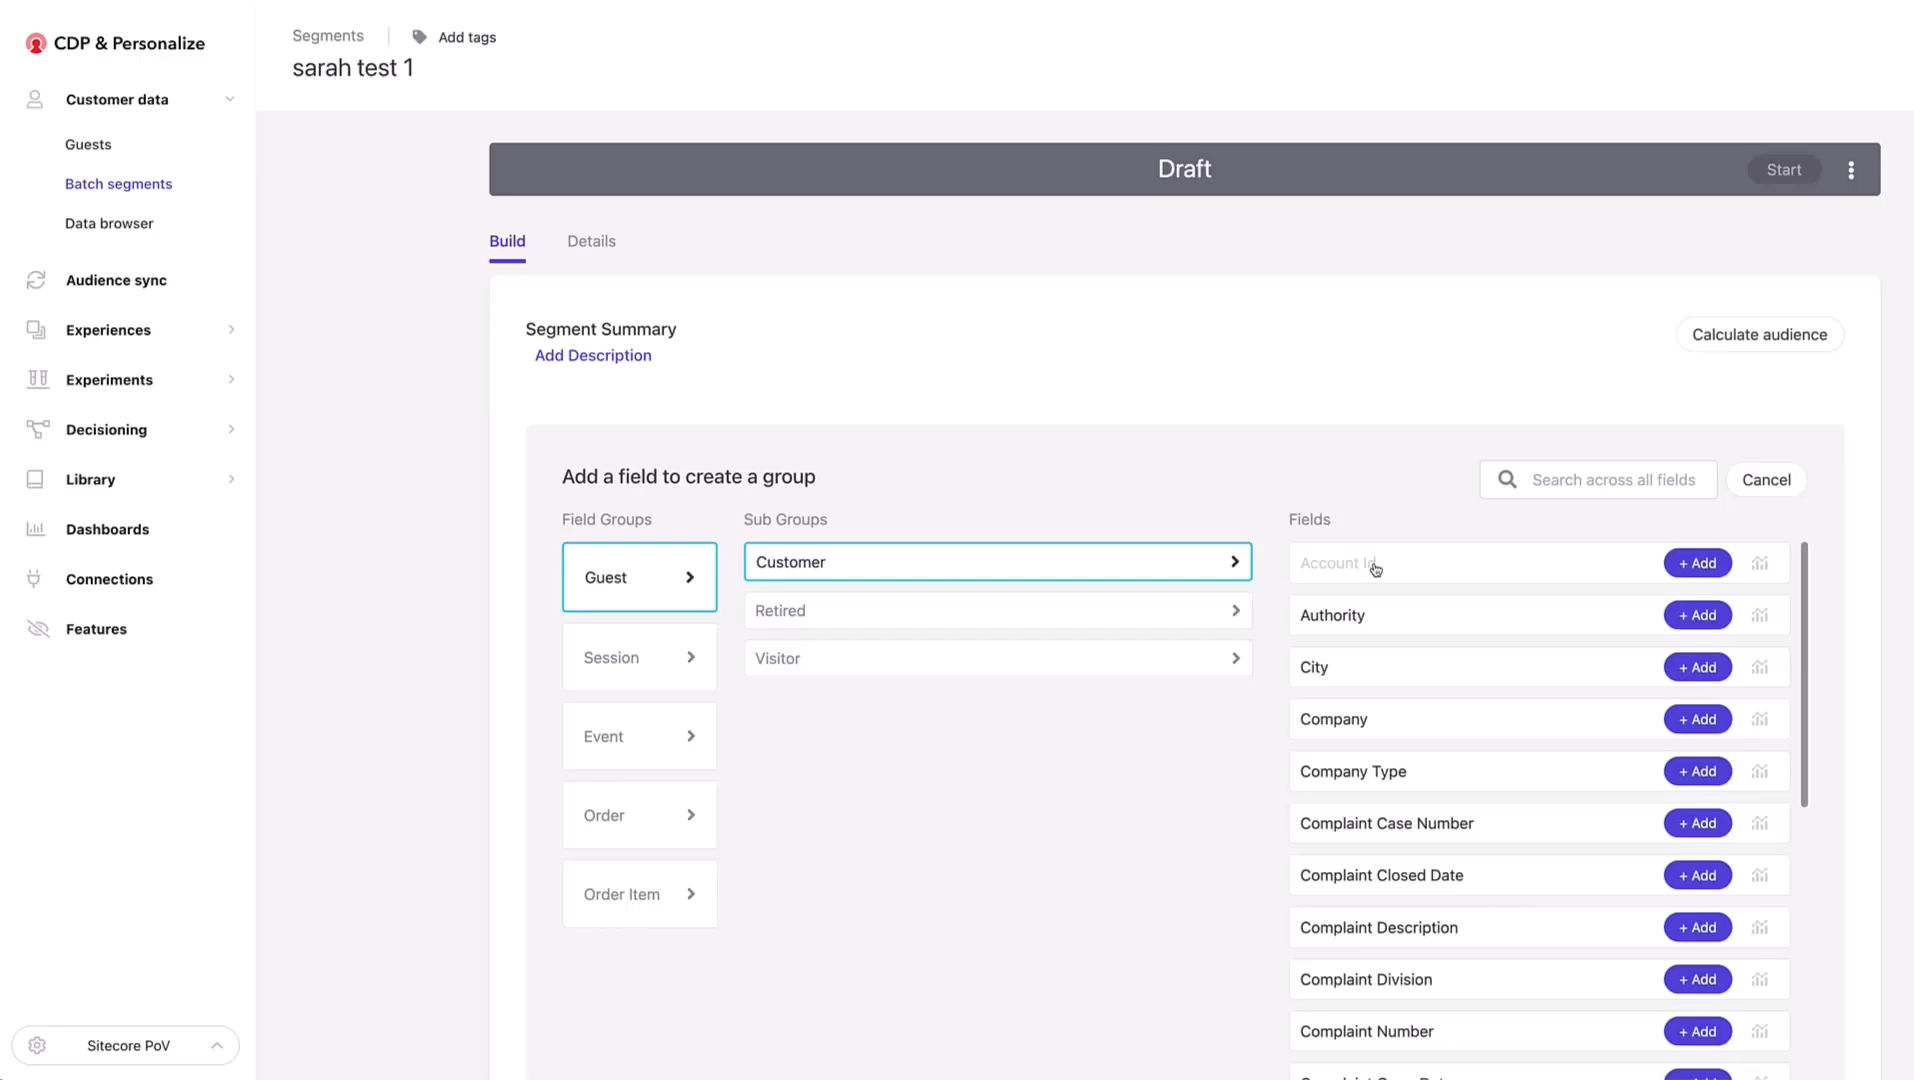 CDP & Personalize
Customer data
Guests
Batch segments
Data browser
Audience sync
Experiences
Experiments
Decisioning
Library
Dashboards
Connections
Features
Sitecore PoV
Segments
Add tags
sarah test 1
Draft
Start
Build
Details
Segment Summary
Add Description
Calculate audience
Add a field to create a group
Search across all fields
Cancel
Field Groups
Sub Groups
Fields
Guest
Session
Event
Order
Order Item
Customer
Retired
Visitor
Account Id
+ Add
Authority
+ Add
City
+ Add
Company
+ Add
Company Type
+ Add
Complaint Case Number
+ Add
Complaint Closed Date
+ Add
Complaint Description
+ Add
Complaint Division
+ Add
Complaint Number
+ Add